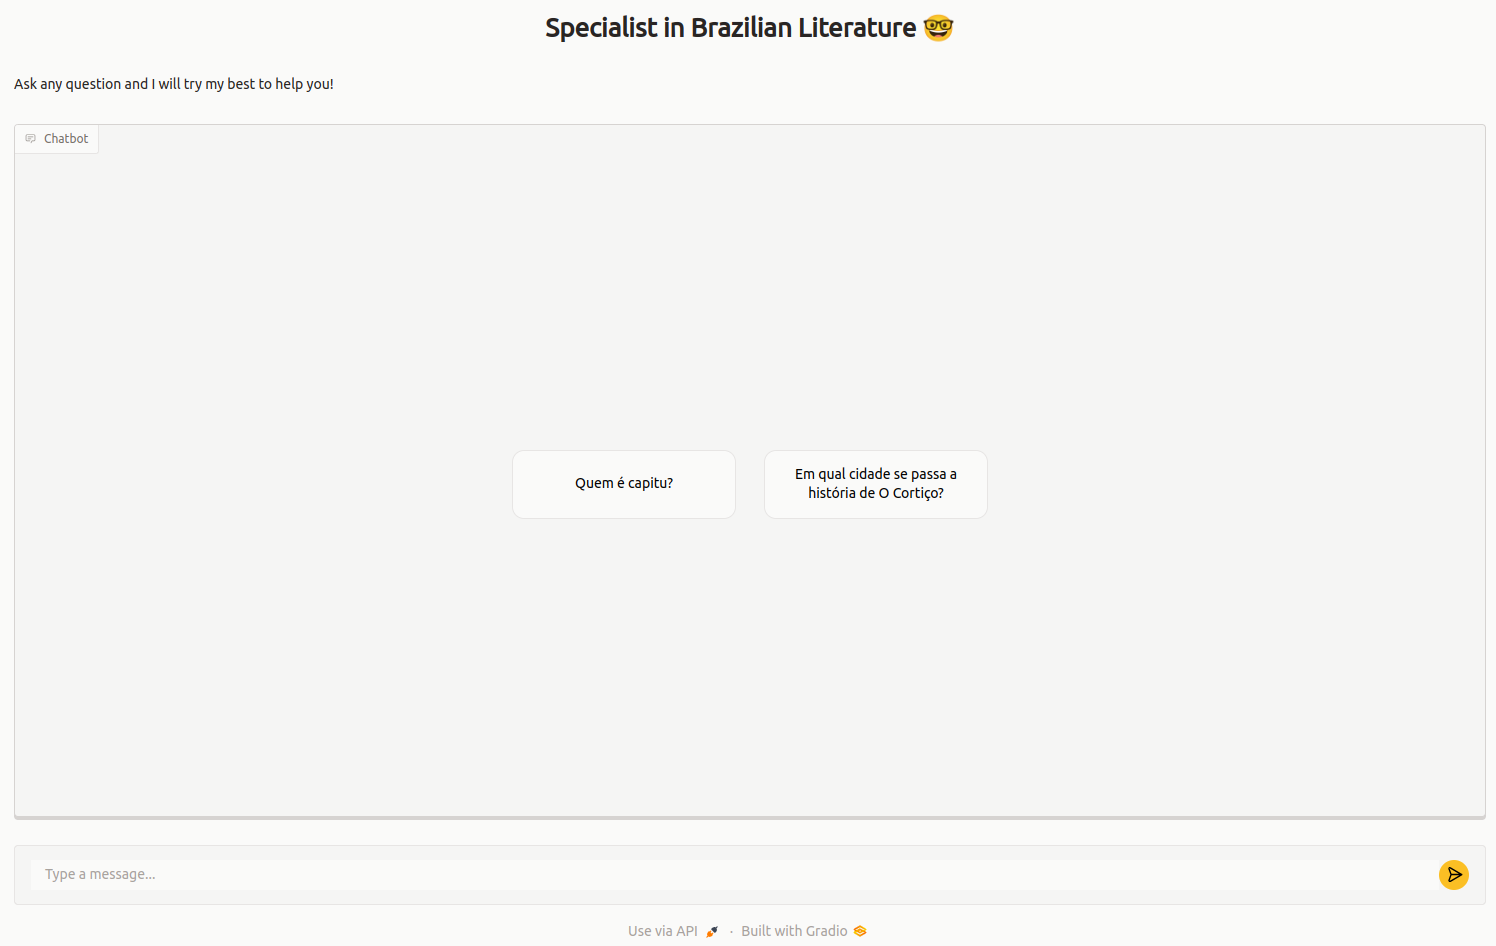 Specialist in Brazilian Literature 🤓
Ask any question and I will try my best to help you!
Chatbot
Quem é capitu?
Em qual cidade se passa a
história de O Cortiço?
Type a message...
Use via API · Built with Gradio